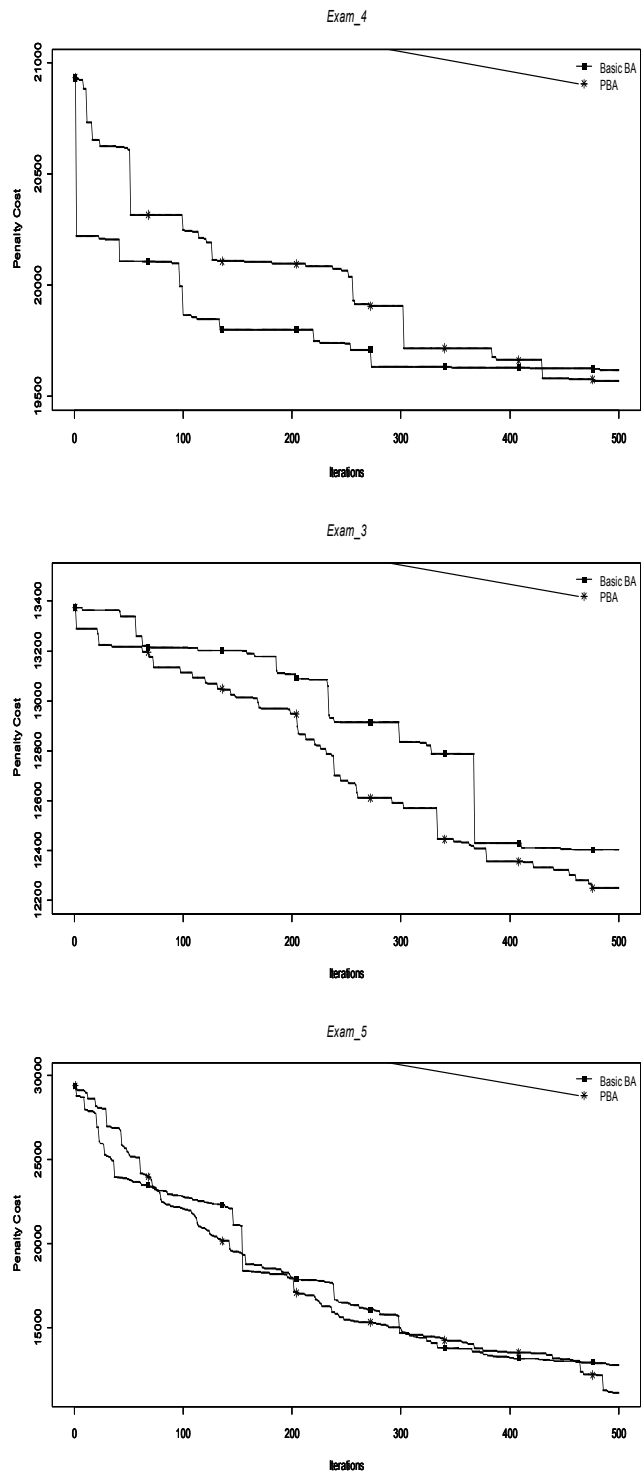 Exam_4
21000
20500
20000
19500
Penalty Cost
Basic BA
PBA
0 100 200 300 400 500
Iterations
Exam_3
13400
13200
13000
12800
12600
12400
12200
Penalty Cost
Basic BA
PBA
0 100 200 300 400 500
Iterations
Exam_5
30000
25000
20000
15000
Penalty Cost
Basic BA
PBA
0 100 200 300 400 500
Iterations